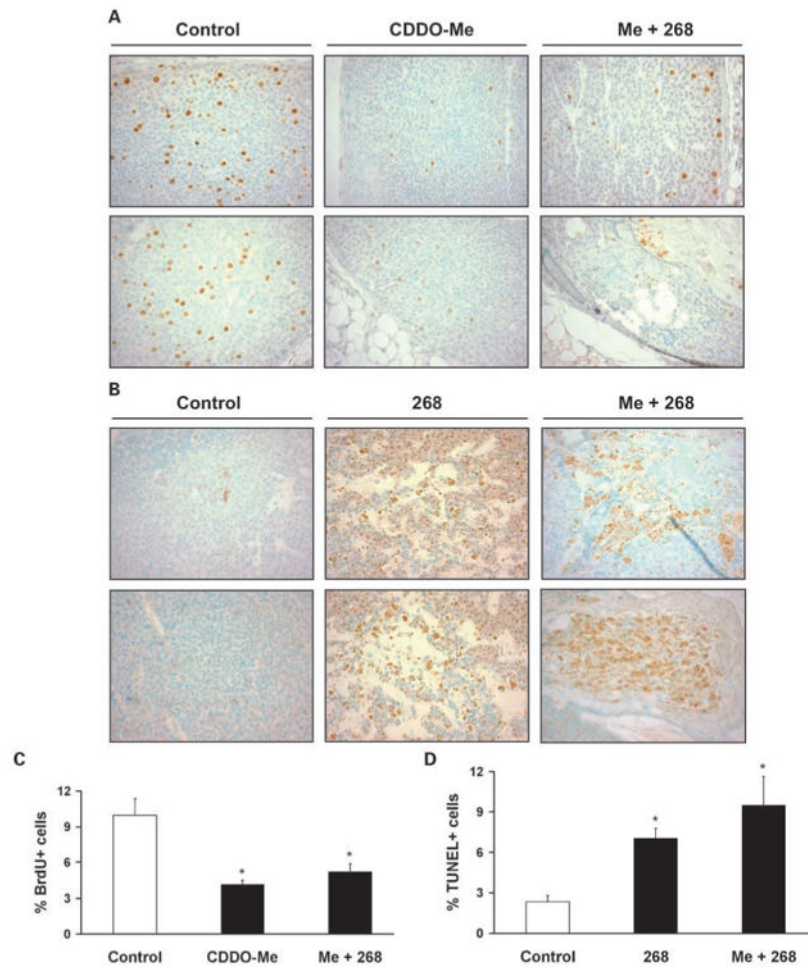 A
Control CDDO-Me Me + 268
B
Control 268 Me + 268
C
D
12
9
6
3
0
% BrdU+ cells
*
*
Control CDDO-Me Me + 268
12
9
6
3
0
% TUNEL+ cells
*
*
Control 268 Me + 268